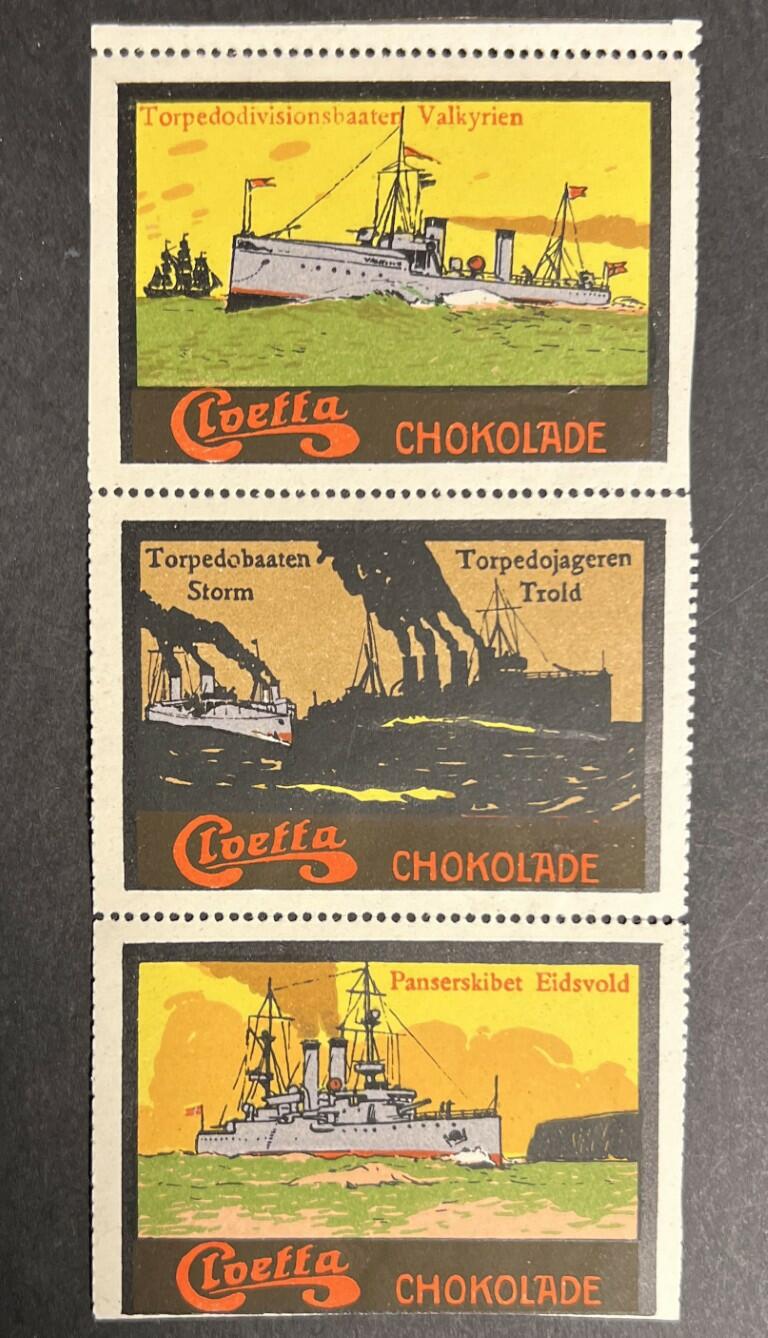 Torpedodivisionsbaaten Valkyrien
Cloetta CHOKOLADE
Torpedobaaten
Storm
Torpedojageren
Trold
Cloetta CHOKOLADE
Panserskibet Eidsvold
Cloetta CHOKOLADE